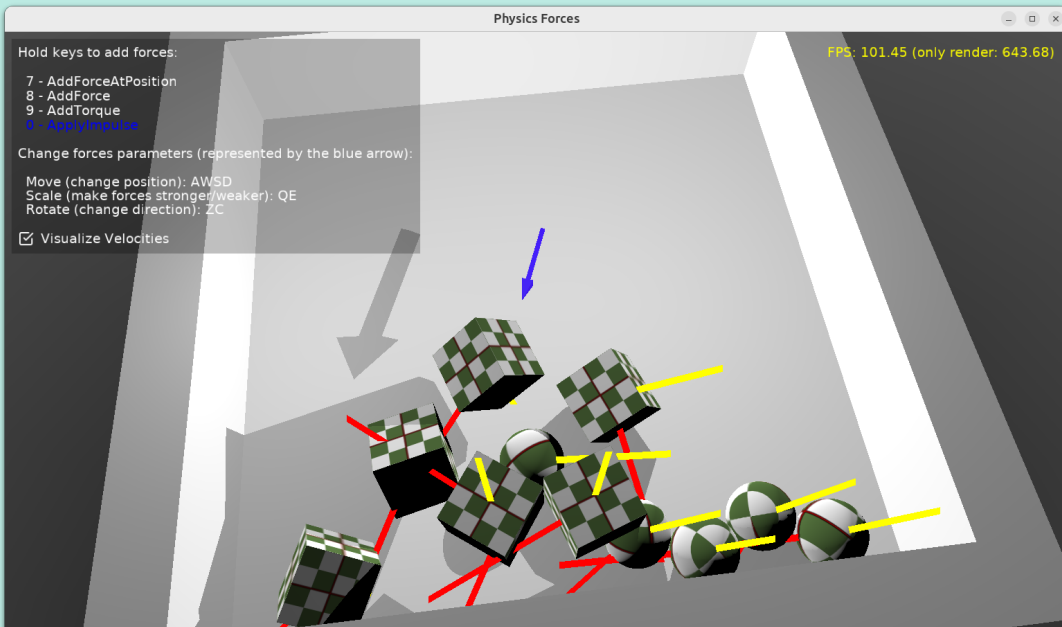 Physics Forces
Hold keys to add forces:
7 - AddForceAtPosition
8 - AddForce
9 - AddTorque
0 - ApplyImpulse
Change forces parameters (represented by the blue arrow):
Move (change position): AWSD
Scale (make forces stronger/weaker): QE
Rotate (change direction): ZC
Visualize Velocities
FPS: 101.45 (only render: 643.68)